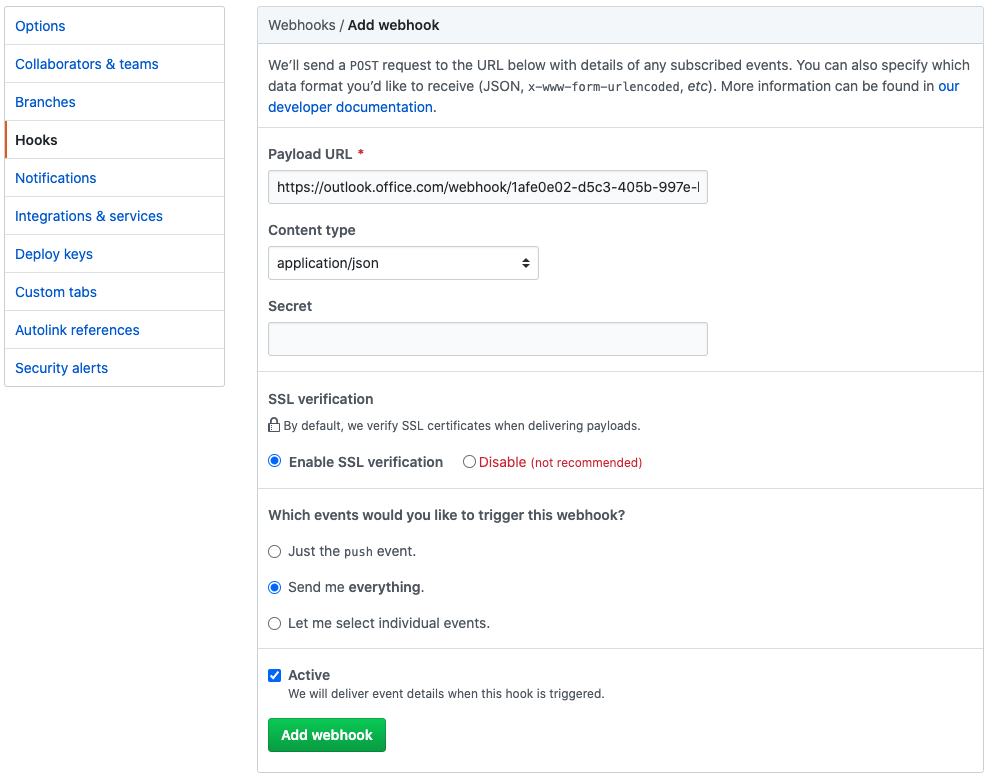 Options
Collaborators & teams
Branches
Hooks
Notifications
Integrations & services
Deploy keys
Custom tabs
Autolink references
Security alerts
Webhooks / Add webhook
We’ll send a POST request to the URL below with details of any subscribed events. You can also specify which
data format you’d like to receive (JSON, x-www-form-urlencoded, etc). More information can be found in our
developer documentation.
Payload URL *
https://outlook.office.com/webhook/1afe0e02-d5c3-405b-997e-
Content type
application/json
Secret
SSL verification
By default, we verify SSL certificates when delivering payloads.
Enable SSL verification Disable (not recommended)
Which events would you like to trigger this webhook?
Just the push event.
Send me everything.
Let me select individual events.
Active
We will deliver event details when this hook is triggered.
Add webhook